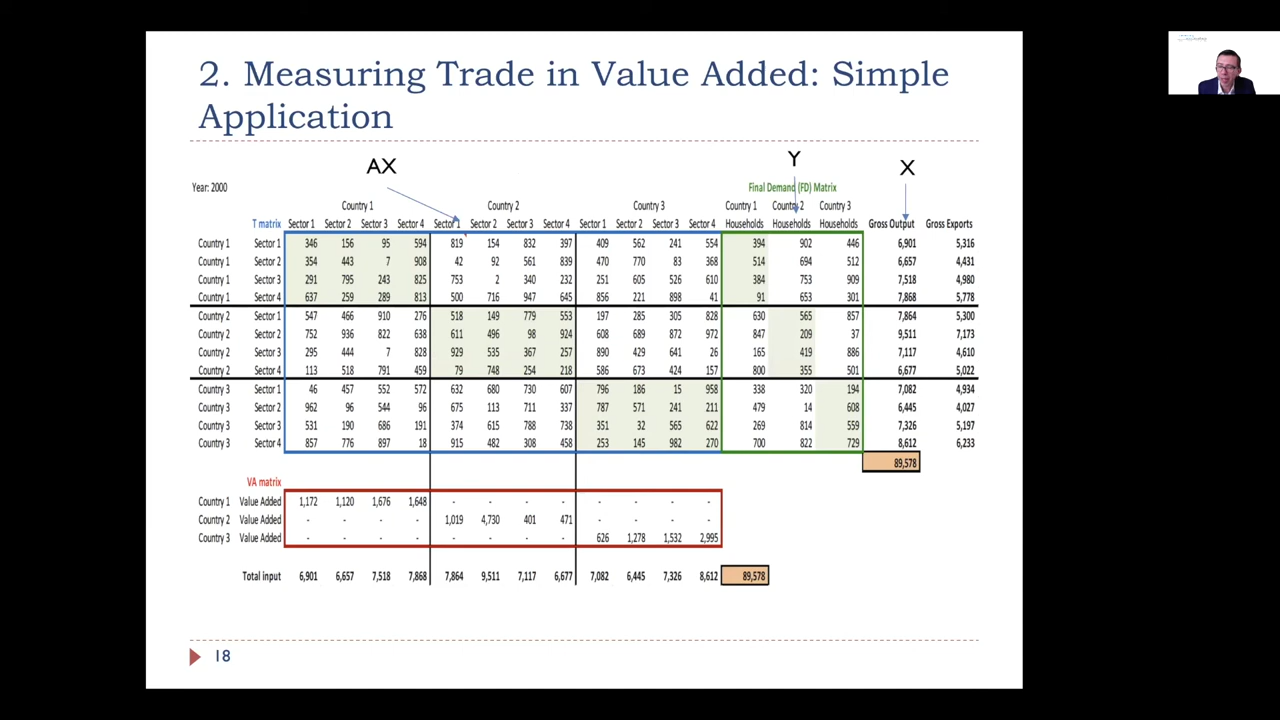 2. Measuring Trade in Value Added: Simple
Application
AX
Y
X
Year: 2000
Final Demand (FD) Matrix
Country 1 Country 2 Country 3 Country 1 Country 2 Country 3
T matrix Sector 1 Sector 2 Sector 3 Sector 4 Sector 1 Sector 2 Sector 3 Sector 4 Sector 1 Sector 2 Sector 3 Sector 4 Households Households Households Gross Output Gross Exports
Country 1 Sector 1 346 156 95 594 819 154 832 397 409 562 241 554 394 902 446 6,901 5,316
Country 1 Sector 2 354 443 7 908 42 92 561 839 470 770 83 368 514 694 512 6,657 4,431
Country 1 Sector 3 291 795 243 825 753 2 340 232 251 605 526 610 384 753 909 7,518 4,980
Country 1 Sector 4 637 259 289 813 500 716 947 645 856 221 898 41 91 653 301 7,868 5,778
Country 2 Sector 1 547 466 910 276 518 149 779 553 197 285 305 828 630 565 857 7,864 5,300
Country 2 Sector 2 752 936 822 638 611 496 98 924 608 689 872 972 847 209 37 9,511 7,173
Country 2 Sector 3 295 444 7 828 929 535 367 257 890 429 641 26 165 419 886 7,117 4,610
Country 2 Sector 4 113 518 791 459 79 748 254 218 586 673 424 157 800 355 501 6,677 5,022
Country 3 Sector 1 46 457 552 572 632 680 730 607 796 186 15 958 338 320 194 7,082 4,934
Country 3 Sector 2 962 96 544 96 675 113 711 337 787 571 241 211 479 14 608 6,445 4,027
Country 3 Sector 3 531 190 686 191 374 615 788 738 351 32 565 622 269 814 559 7,326 5,197
Country 3 Sector 4 857 776 897 18 915 482 308 458 253 145 982 270 700 822 729 8,612 6,233
89,578
VA matrix
Country 1 Value Added 1,172 1,120 1,676 1,648 - - - - - - - -
Country 2 Value Added - - - - 1,019 4,730 401 471 - - - -
Country 3 Value Added - - - - - - - - 626 1,278 1,532 2,995
Total input 6,901 6,657 7,518 7,868 7,864 9,511 7,117 6,677 7,082 6,445 7,326 8,612 89,578
18